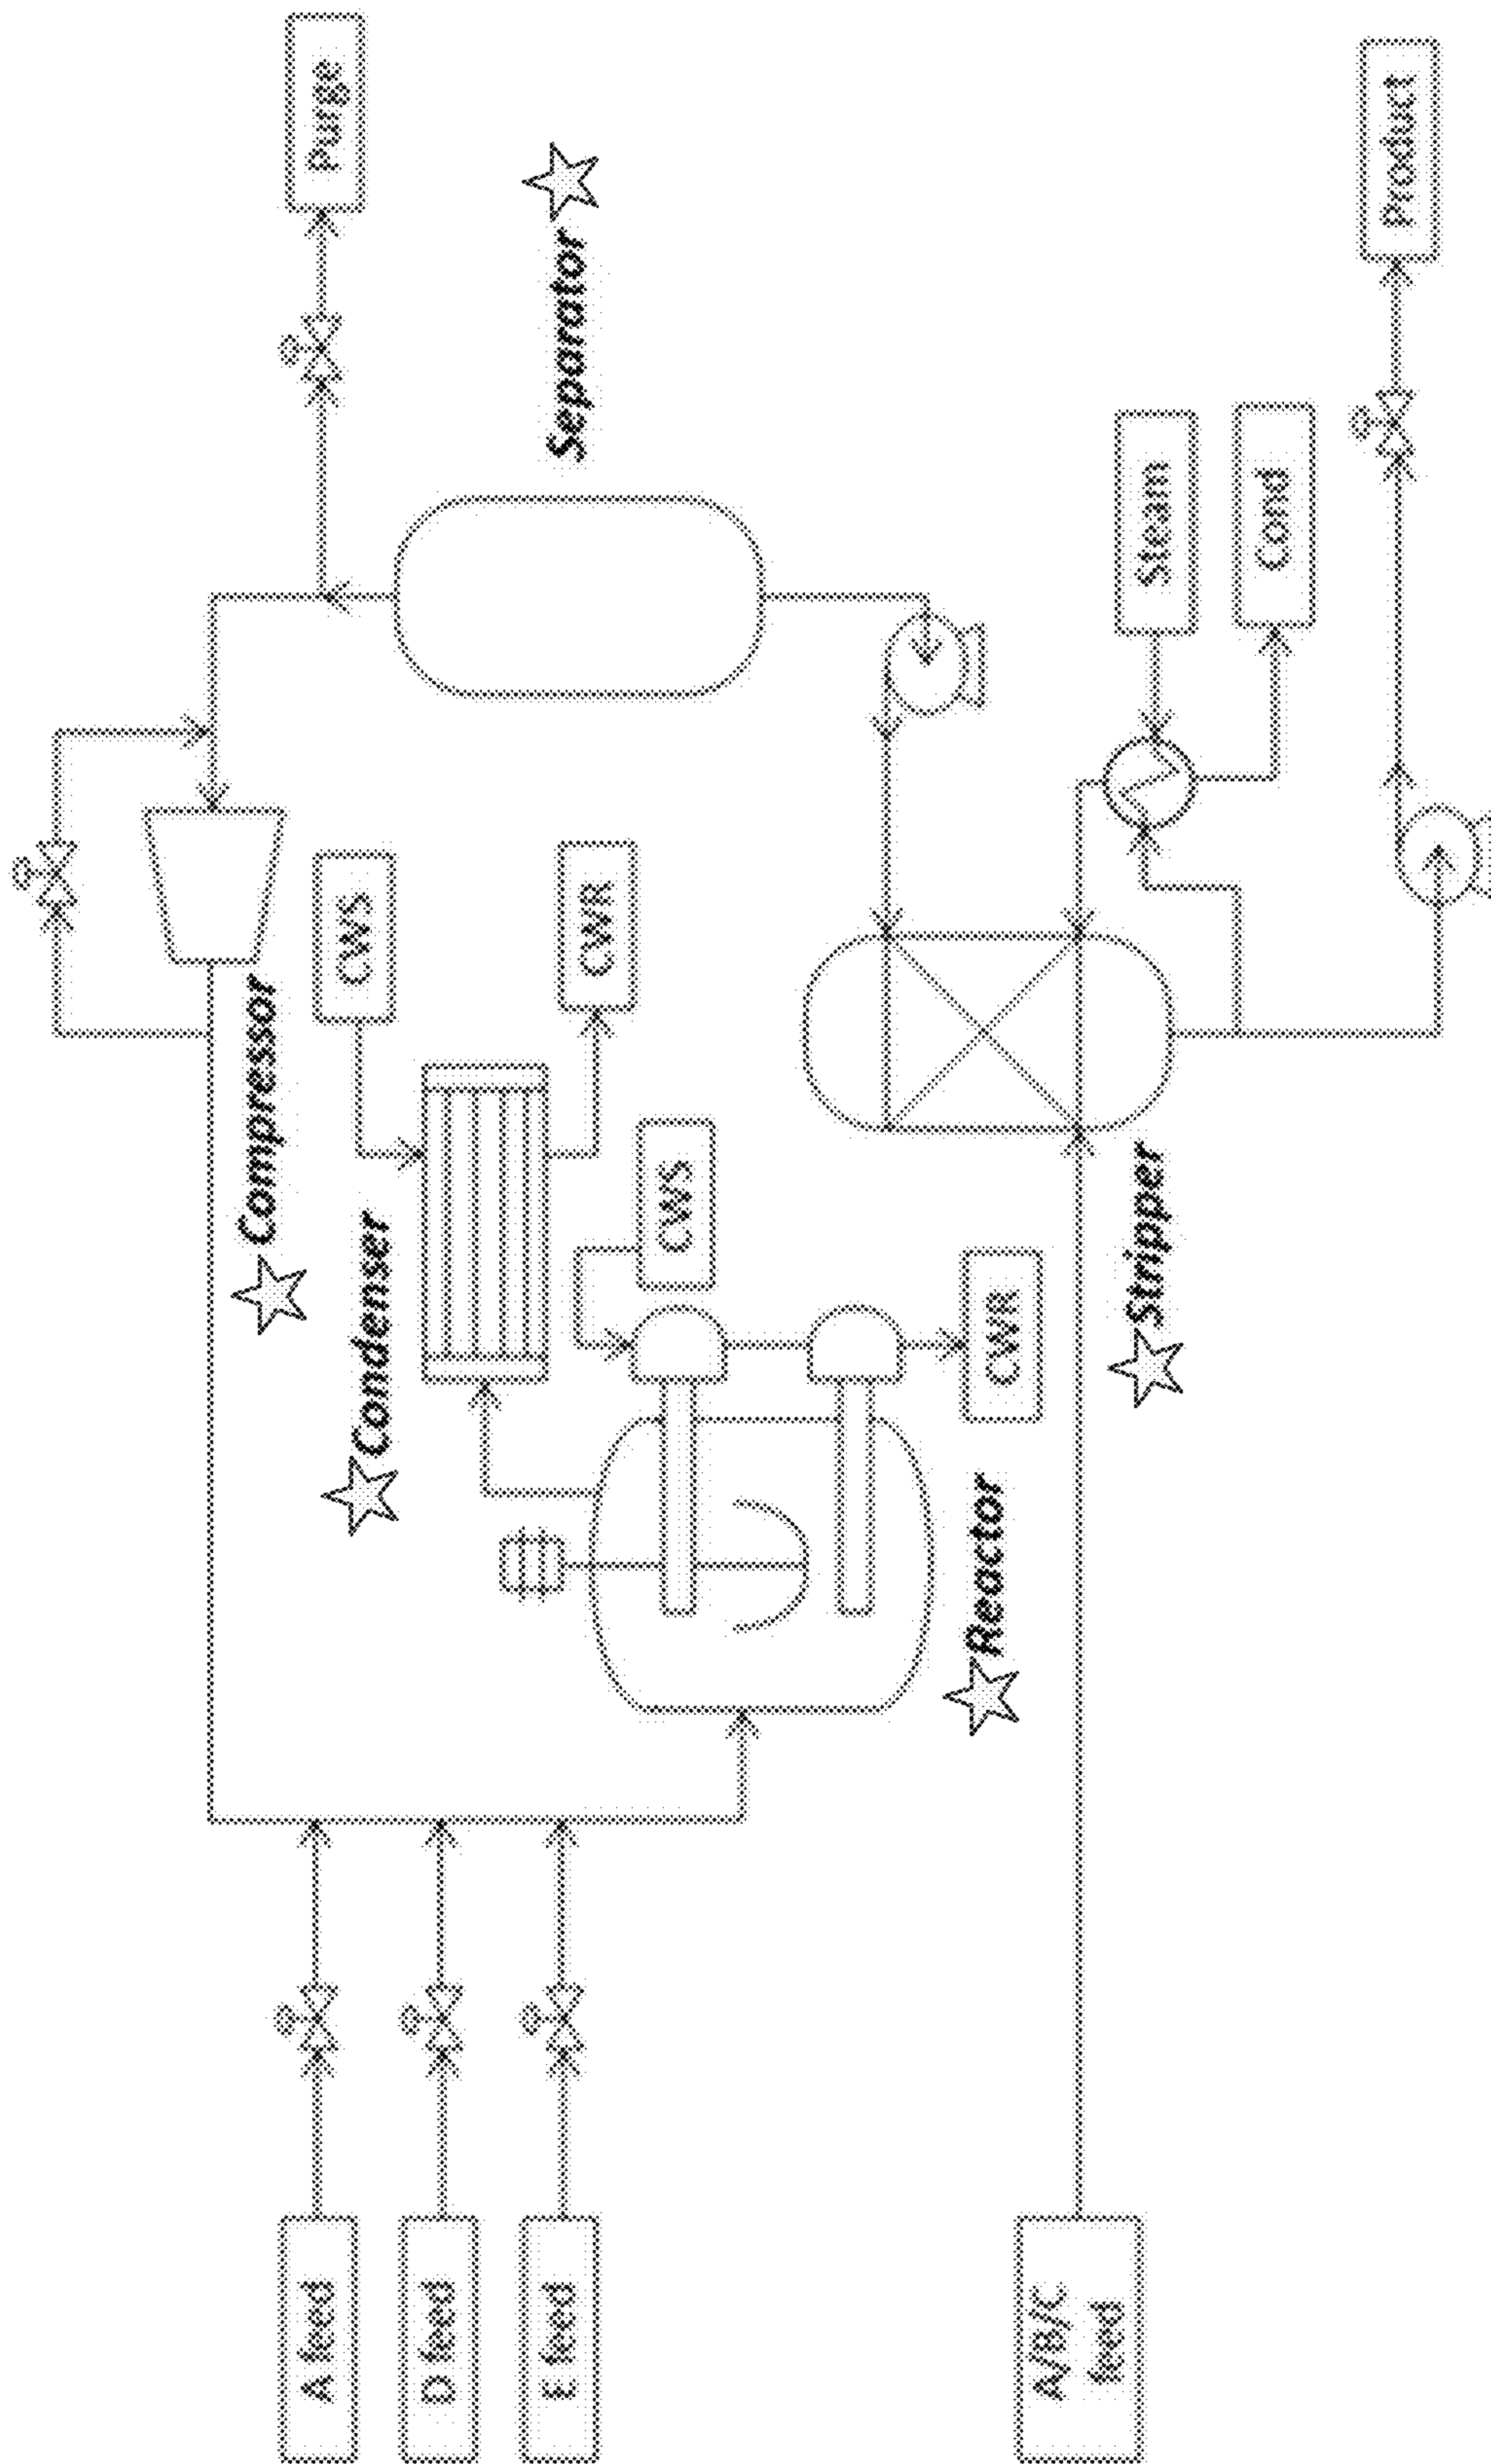 Purge
Separator
Product
Steam
Cond
Compressor
CWS
CWR
Condenser
CWS
CWR
Stripper
Reactor
A feed
D feed
E feed
A/B/C
feed